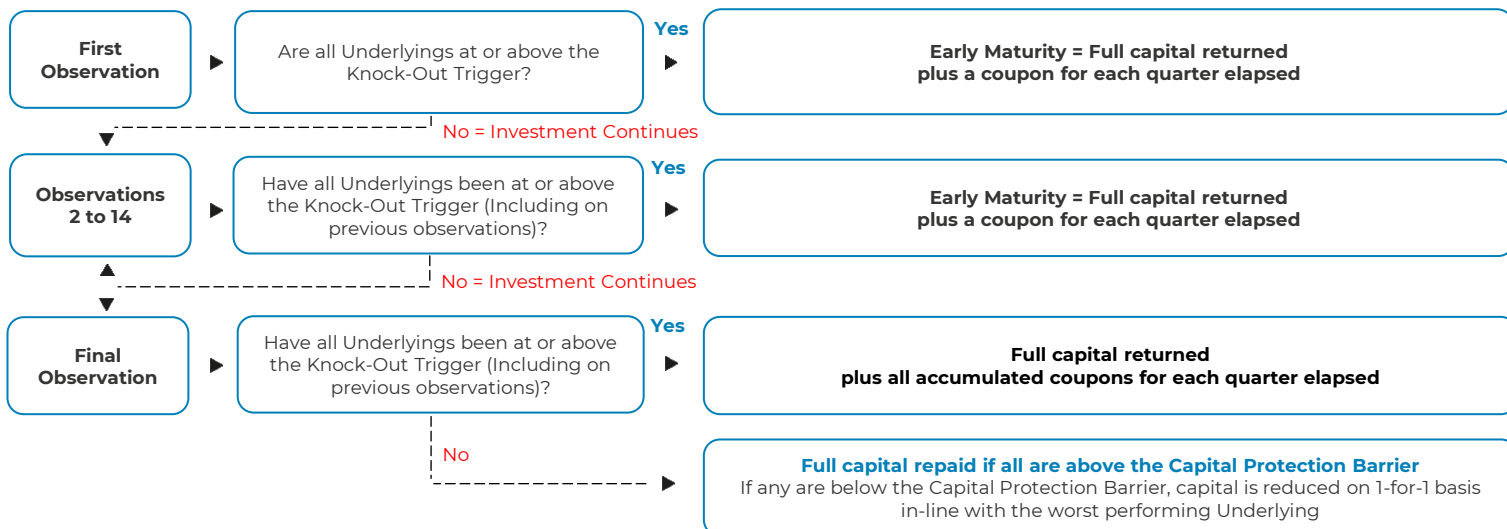 First
Observation
Are all Underlyings at or above the
Knock-Out Trigger?
Yes
Early Maturity = Full capital returned
plus a coupon for each quarter elapsed
No = Investment Continues
Observations
2 to 14
Have all Underlyings been at or above
the Knock-Out Trigger (Including on
previous observations)?
Yes
Early Maturity = Full capital returned
plus a coupon for each quarter elapsed
No = Investment Continues
Final
Observation
Have all Underlyings been at or above
the Knock-Out Trigger (Including on
previous observations)?
Yes
Full capital returned
plus all accumulated coupons for each quarter elapsed
No
Full capital repaid if all are above the Capital Protection Barrier
If any are below the Capital Protection Barrier, capital is reduced on 1-for-1 basis
in-line with the worst performing Underlying